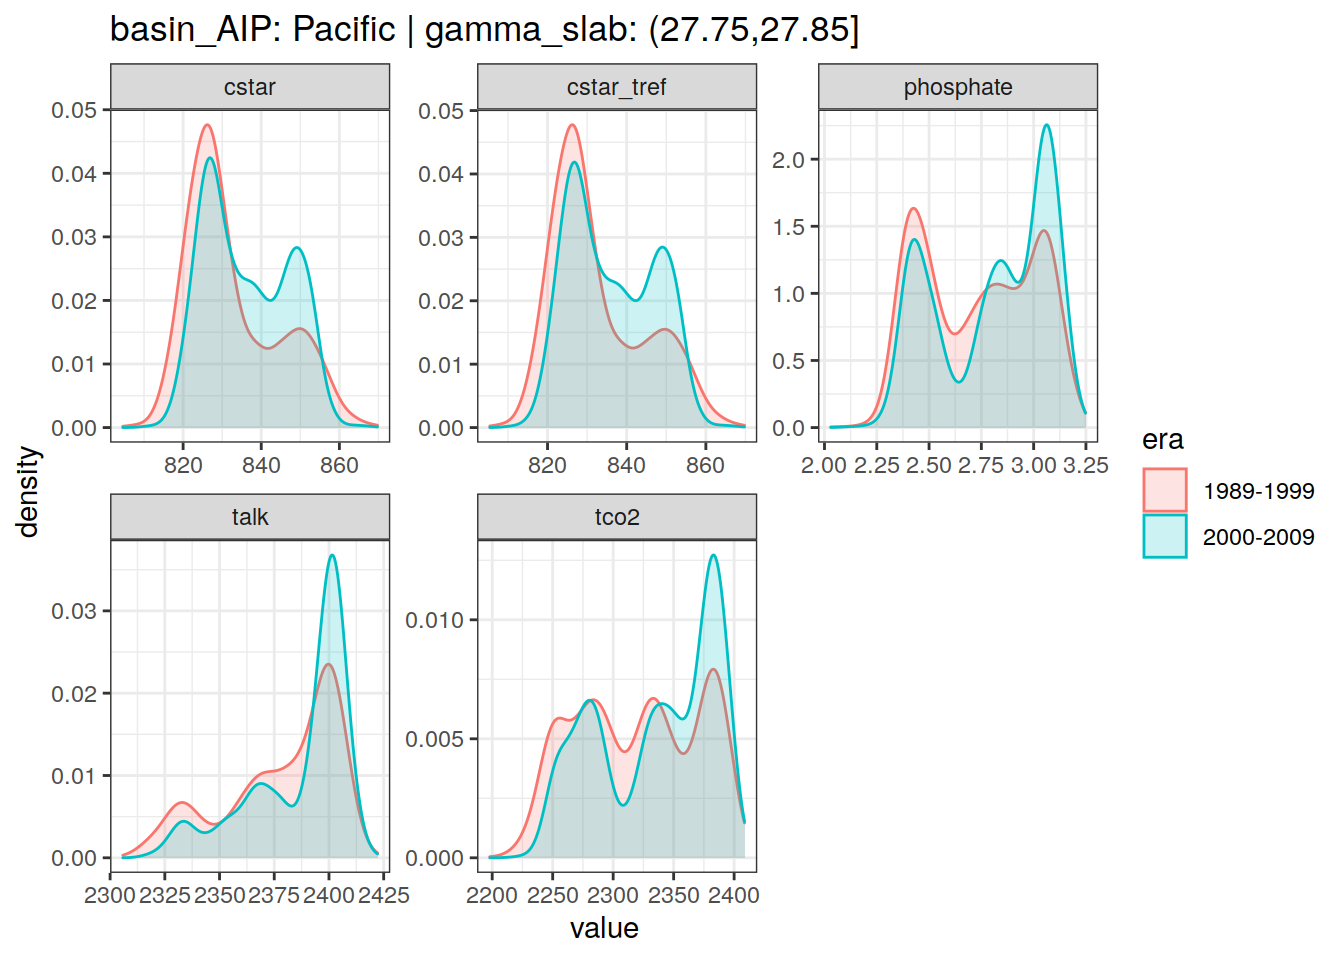 basin_AIP: Pacific | gamma_slab: (27.75,27.85]
cstar
cstar_tref
phosphate
0.05
0.04
0.03
0.02
0.01
0.00
820 840 860
0.05
0.04
0.03
0.02
0.01
0.00
820 840 860
2.0
1.5
1.0
0.5
0.0
2.00 2.25 2.50 2.75 3.00 3.25
talk
tco2
0.03
0.02
0.01
0.00
2300 2325 2350 2375 2400 2425
0.010
0.005
0.000
2200 2250 2300 2350 2400
density
value
era
1989-1999
2000-2009